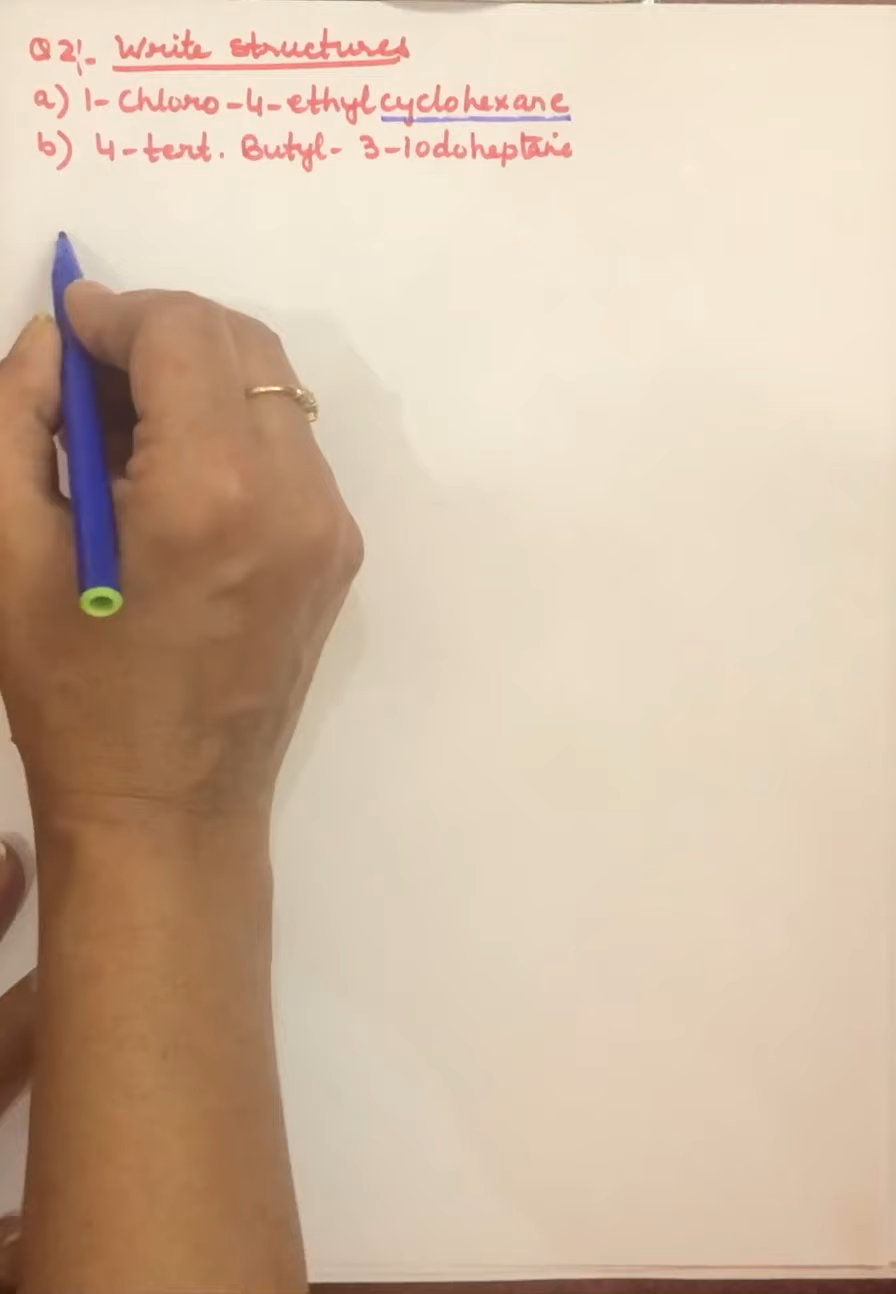 Q2:- Write structures
a) 1-Chloro-4-ethylcyclohexane
b) 4-tert. Butyl-3-Iodoheptane